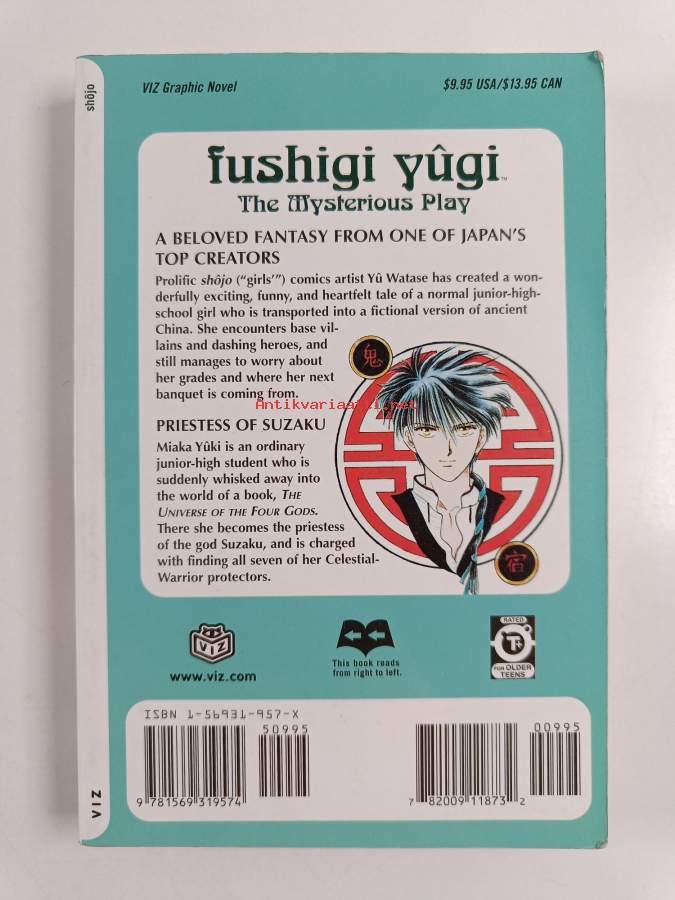 shôjo
VIZ Graphic Novel
$9.95 USA/$13.95 CAN
fushigi yûgi™
The Mysterious Play
A BELOVED FANTASY FROM ONE OF JAPAN'S
TOP CREATORS
Prolific shôjo (“girls'”) comics artist Yû Watase has created a won-
derfully exciting, funny, and heartfelt tale of a normal junior-high-
school girl who is transported into a fictional version of ancient
China. She encounters base vil-
lains and dashing heroes, and
still manages to worry about
her grades and where her next
banquet is coming from.
Antikvariaatti.net
鬼
PRIESTESS OF SUZAKU
Miaka Yûki is an ordinary
junior-high student who is
suddenly whisked away into
the world of a book, THE
UNIVERSE OF THE FOUR GODS.
There she becomes the priestess
of the god Suzaku, and is charged
with finding all seven of her Celestial-
Warrior protectors.
宿
VIZ
www.viz.com
This book reads
from right to left.
RATED
T+
FOR OLDER
TEENS
ISBN 1-56931-957-X
50995
9 781569 319574
00995
7 82009 11873 2
VIZ